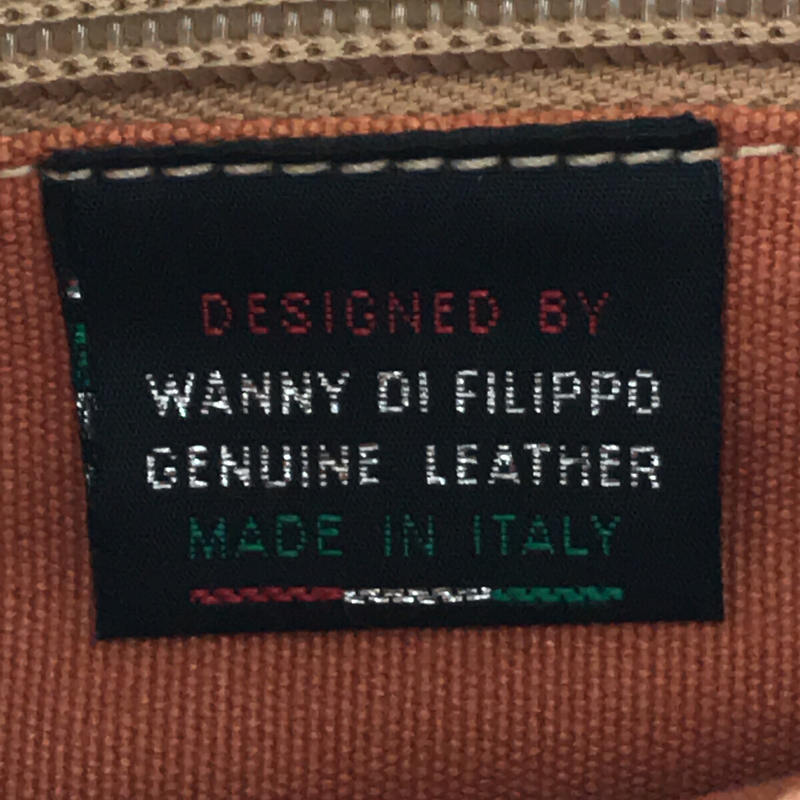 DESIGNED BY
WANNY DI FILIPPO
GENUINE LEATHER
MADE IN ITALY